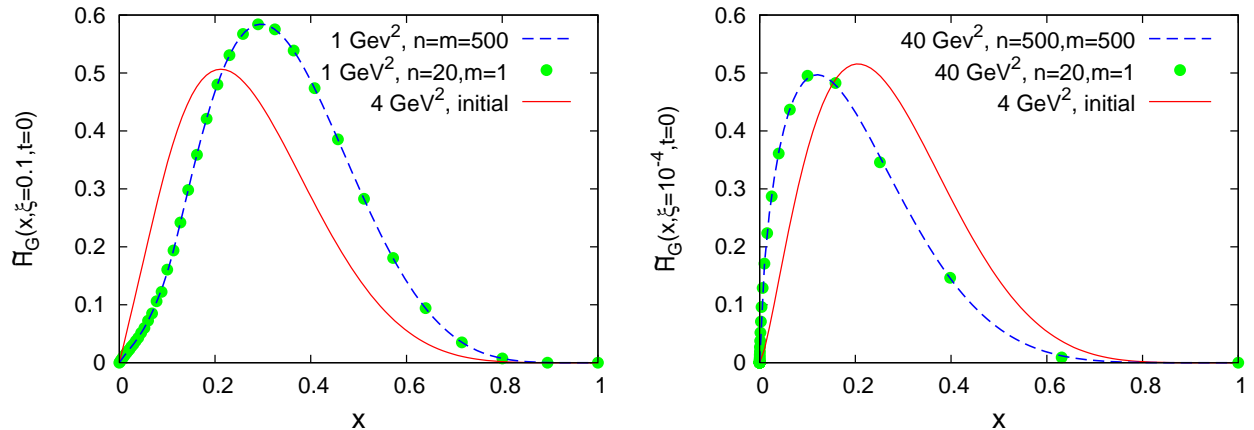 H̃_G(x,ξ=0.1,t=0)
0.6
0.5
0.4
0.3
0.2
0.1
0
0 0.2 0.4 0.6 0.8 1
x
1 Gev², n=m=500
1 GeV², n=20,m=1
4 GeV², initial
H̃_G(x,ξ=10⁻⁴,t=0)
0.6
0.5
0.4
0.3
0.2
0.1
0
0 0.2 0.4 0.6 0.8 1
x
40 Gev², n=500,m=500
40 GeV², n=20,m=1
4 GeV², initial